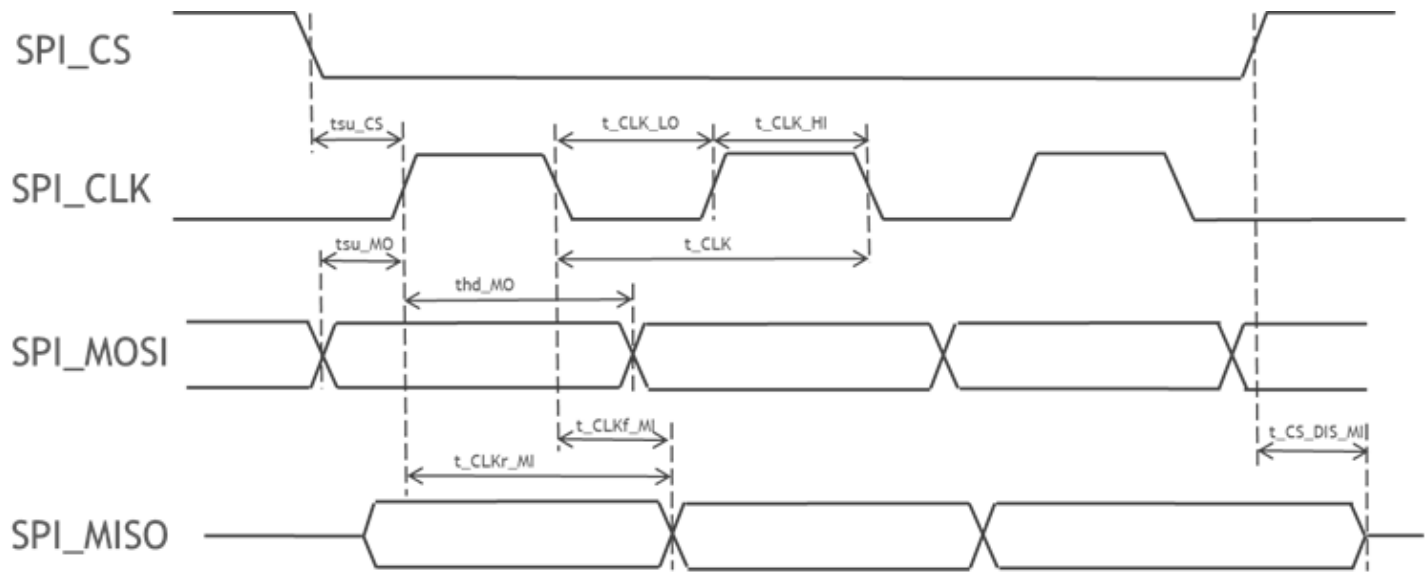 SPI_CS
tsu_CS
t_CLK_LO
t_CLK_HI
SPI_CLK
tsu_MO
t_CLK
thd_MO
SPI_MOSI
t_CLKf_MI
t_CS_DIS_MI
t_CLKr_MI
SPI_MISO